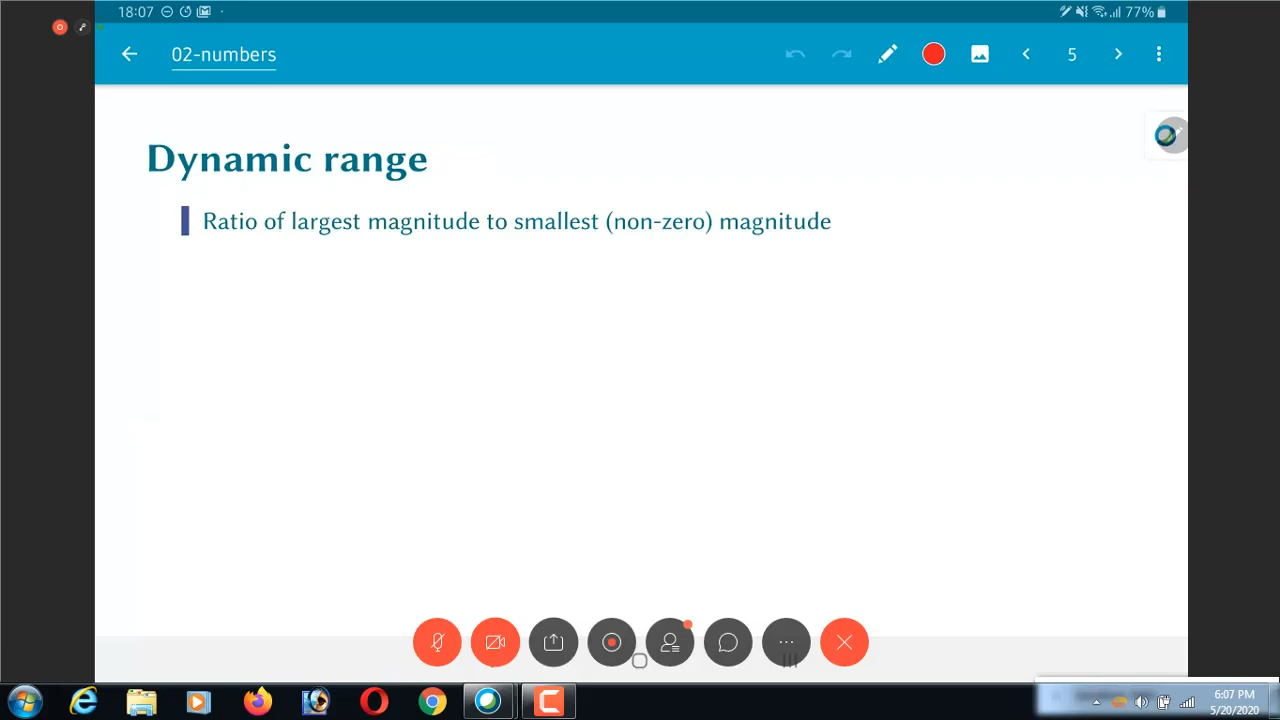 18:07
77%
02-numbers
5
Dynamic range
Ratio of largest magnitude to smallest (non-zero) magnitude
6:07 PM
5/20/2020